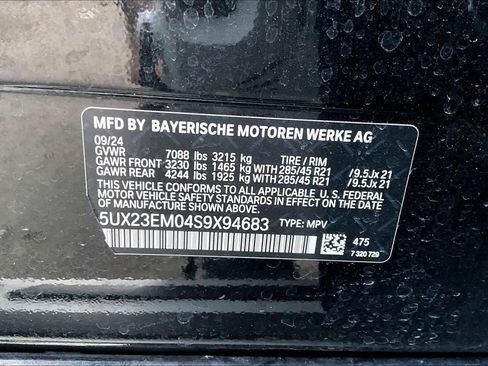 MFD BY BAYERISCHE MOTOREN WERKE AG
09/24
GVWR 7088 lbs 3215 kg TIRE / RIM
GAWR FRONT 3230 lbs 1465 kg WITH 285/45 R21 /9.5Jx21
GAWR REAR 4244 lbs 1925 kg WITH 285/45 R21 /9.5Jx21
THIS VEHICLE CONFORMS TO ALL APPLICABLE U.S. FEDERAL
MOTOR VEHICLE SAFETY STANDARDS IN EFFECT ON THE DATE OF
MANUFACTURE SHOWN ABOVE.
5UX23EM04S9X94683 TYPE: MPV
475
7 320 729